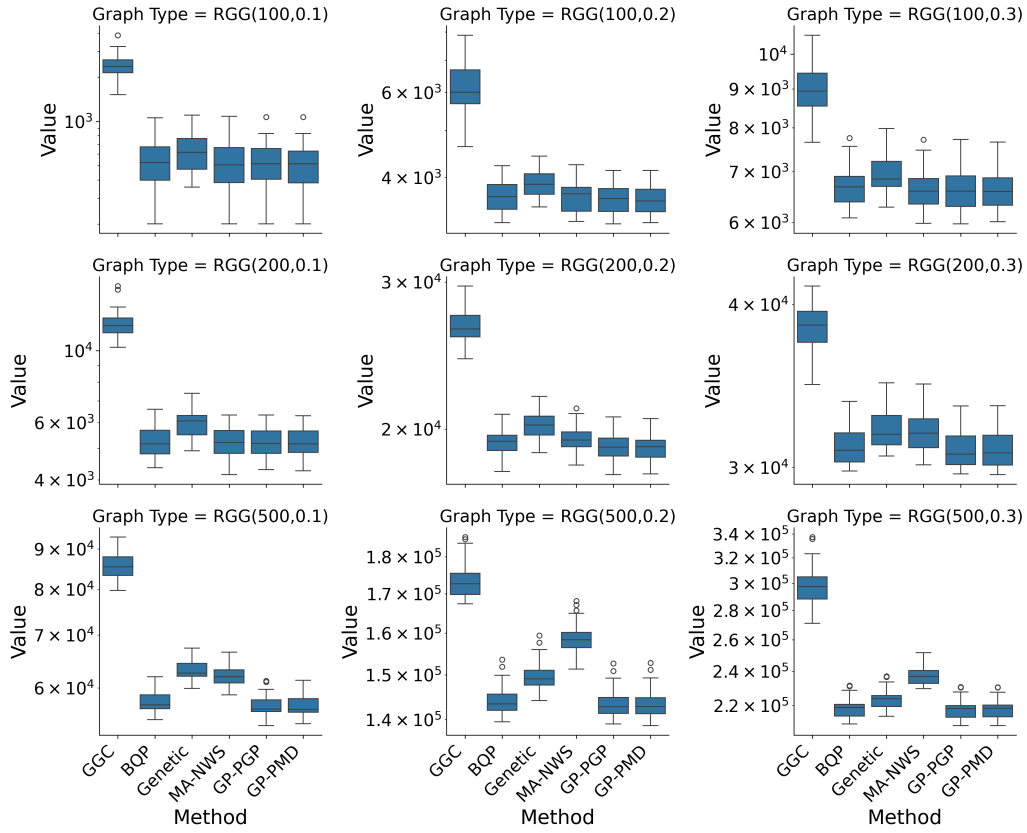 Graph Type = RGG(100,0.1)
Graph Type = RGG(100,0.2)
Graph Type = RGG(100,0.3)
Value
10³
Value
6 × 10³
4 × 10³
Value
10⁴
9 × 10³
8 × 10³
7 × 10³
6 × 10³
Graph Type = RGG(200,0.1)
Graph Type = RGG(200,0.2)
Graph Type = RGG(200,0.3)
Value
10⁴
6 × 10³
4 × 10³
Value
3 × 10⁴
2 × 10⁴
Value
4 × 10⁴
3 × 10⁴
Graph Type = RGG(500,0.1)
Graph Type = RGG(500,0.2)
Graph Type = RGG(500,0.3)
Value
9 × 10⁴
8 × 10⁴
7 × 10⁴
6 × 10⁴
Value
1.8 × 10⁵
1.7 × 10⁵
1.6 × 10⁵
1.5 × 10⁵
1.4 × 10⁵
Value
3.4 × 10⁵
3.2 × 10⁵
3 × 10⁵
2.8 × 10⁵
2.6 × 10⁵
2.4 × 10⁵
2.2 × 10⁵
GGC
BQP
Genetic
MA-NWS
GP-PGP
GP-PMD
Method
GGC
BQP
Genetic
MA-NWS
GP-PGP
GP-PMD
Method
GGC
BQP
Genetic
MA-NWS
GP-PGP
GP-PMD
Method